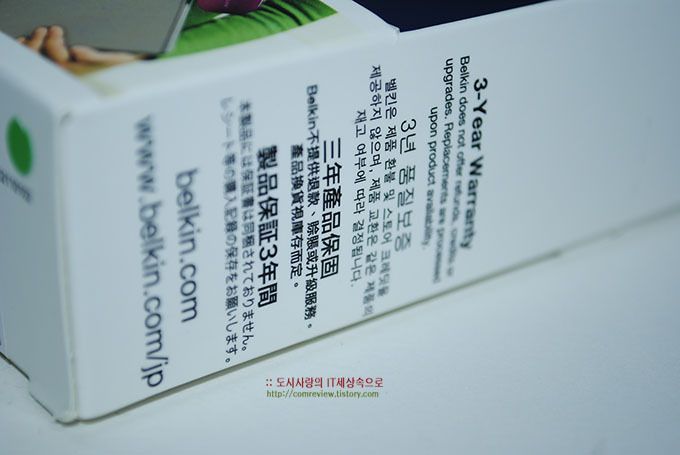 3-Year Warranty
Belkin does not offer refunds, credits or
upgrades. Replacements are processed
upon product availability.
3년 품질보증
벨킨은 제품 환불 및 스토어 크레딧을
제공하지 않으며, 제품 교환은 같은 제품의
재고 여부에 따라 결정됩니다.
三年產品保固
Belkin不提供退款、賒賬或升級服務。
產品換貨視庫存而定。
製品保証3年間
本製品には保証書は同梱されておりません。
レシート等の購入記録の保存をお願いします。
belkin.com
www.belkin.com/jp
:: 도시사랑의 IT세상속으로
http://comreview.tistory.com